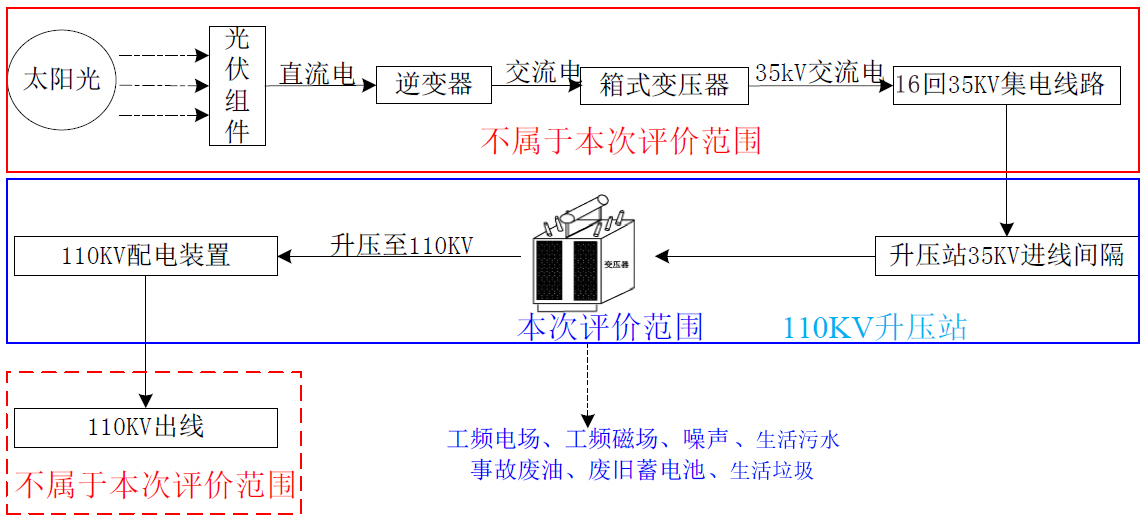 太阳光
光伏组件
直流电
逆变器
交流电
箱式变压器
35kV交流电
16回35KV集电线路
不属于本次评价范围
110KV配电装置
升压至110KV
变压器
升压站35KV进线间隔
本次评价范围
110KV升压站
110KV出线
不属于本次评价范围
工频电场、工频磁场、噪声、生活污水
事故废油、废旧蓄电池、生活垃圾